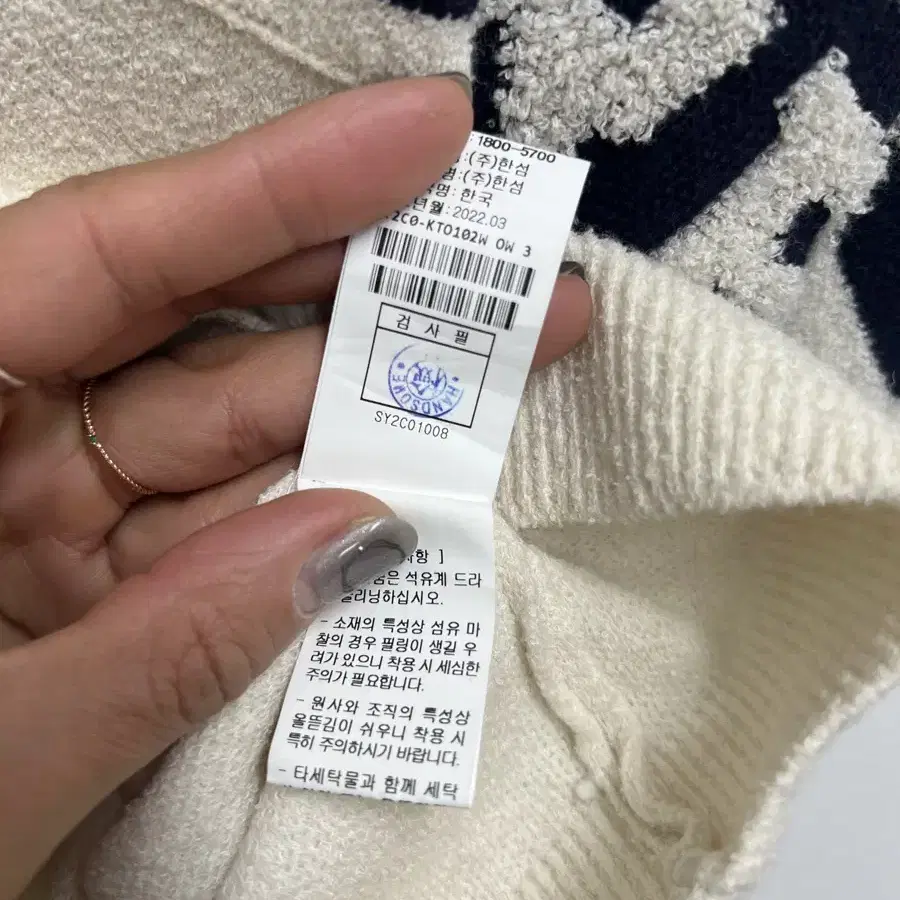 :1800-5700
:(주)한섬
명:(주)한섬
명: 한국
년월: 2022.03
2C0-KT0102W OW 3
검 사 필
HANDSOME
SY2C01008
항 ]
은 석유계 드라
리닝하십시오.
- 소재의 특성상 섬유 마
찰의 경우 필링이 생길 우
려가 있으니 착용 시 세심한
주의가 필요합니다.
- 원사와 조직의 특성상
올뜯김이 쉬우니 착용 시
특히 주의하시기 바랍니다.
- 타세탁물과 함께 세탁